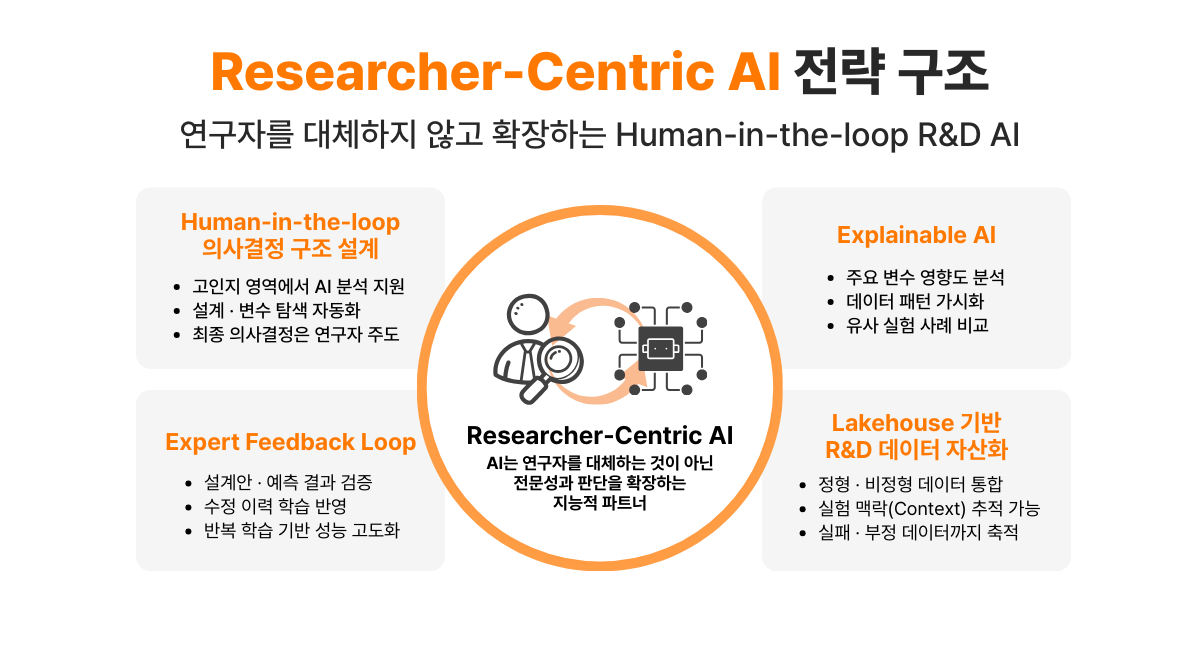 Researcher-Centric AI 전략 구조
연구자를 대체하지 않고 확장하는 Human-in-the-loop R&D AI
Human-in-the-loop
의사결정 구조 설계
• 고인지 영역에서 AI 분석 지원
• 설계 · 변수 탐색 자동화
• 최종 의사결정은 연구자 주도
Explainable AI
• 주요 변수 영향도 분석
• 데이터 패턴 가시화
• 유사 실험 사례 비교
Researcher-Centric AI
AI는 연구자를 대체하는 것이 아닌
전문성과 판단을 확장하는
지능적 파트너
Expert Feedback Loop
• 설계안 · 예측 결과 검증
• 수정 이력 학습 반영
• 반복 학습 기반 성능 고도화
Lakehouse 기반
R&D 데이터 자산화
• 정형 · 비정형 데이터 통합
• 실험 맥락(Context) 추적 가능
• 실패 · 부정 데이터까지 축적